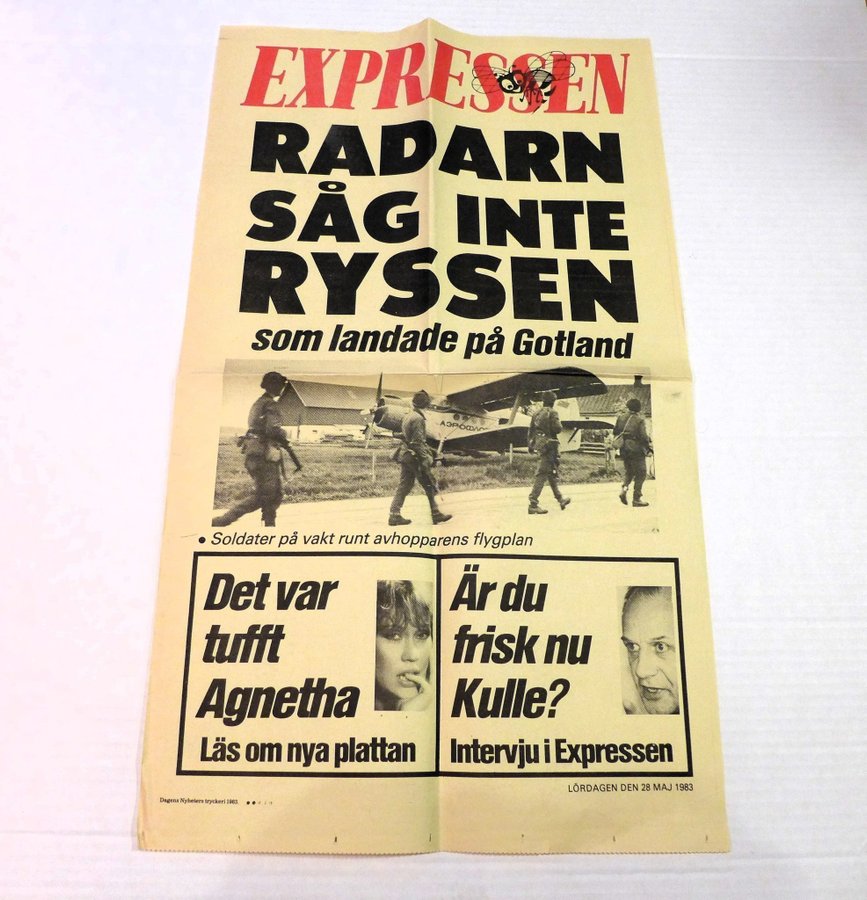 EXPRESSEN
RADARN
SÅG INTE
RYSSEN
som landade på Gotland
АЭРОФЛО
• Soldater på vakt runt avhopparens flygplan
Det var
tufft
Agnetha
Läs om nya plattan
Är du
frisk nu
Kulle?
Intervju i Expressen
LÖRDAGEN DEN 28 MAJ 1983
Dagens Nyheters tryckeri 1983.